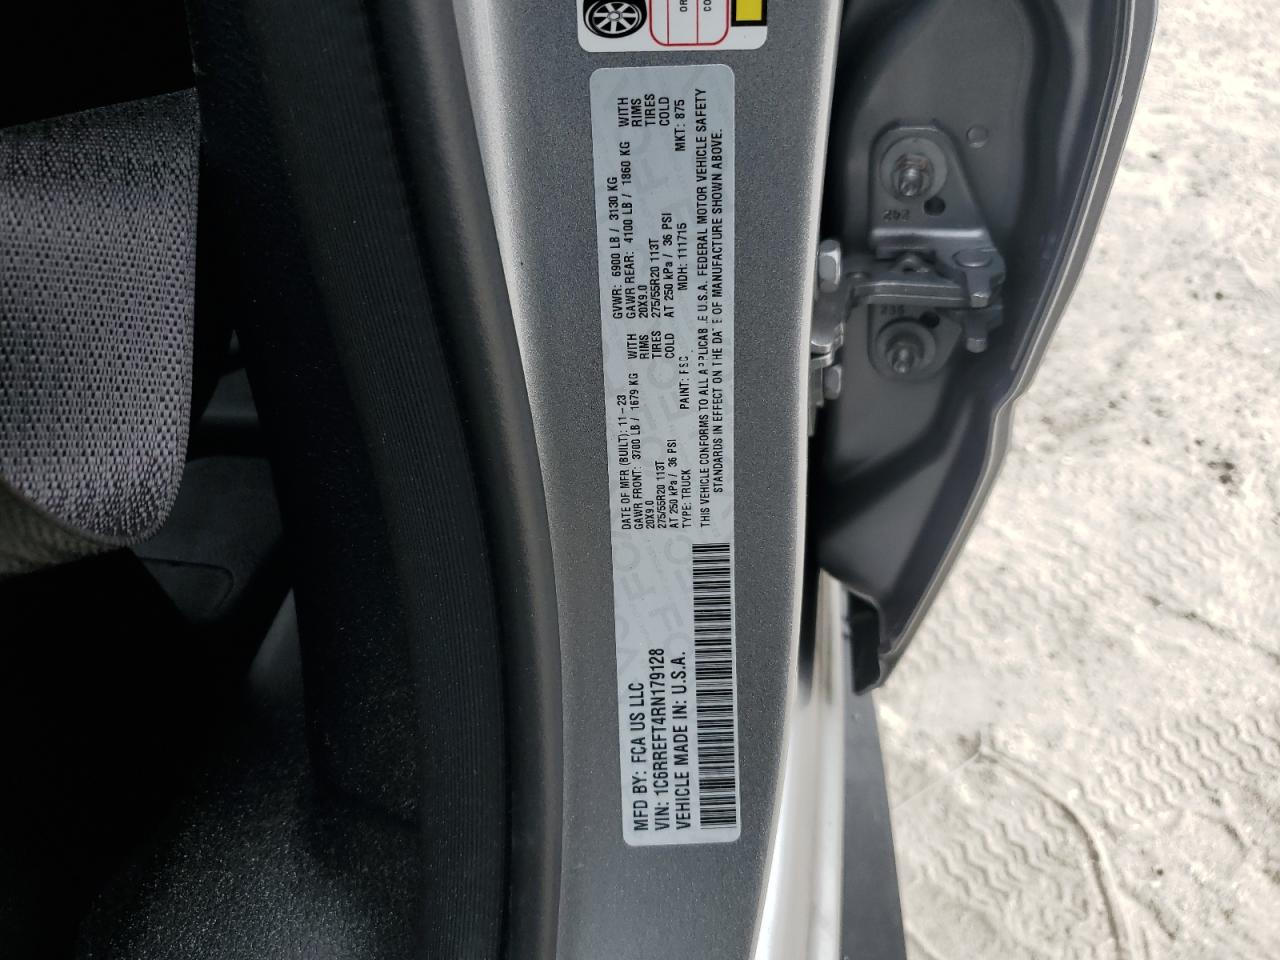 OR
CO
MFD BY: FCA US LLC
VIN: 1C6RREFT4RN179128
VEHICLE MADE IN: U.S.A.
DATE OF MFR (BUILT): 11-23 GVWR: 6900 LB / 3130 KG
GAWR FRONT: 3700 LB / 1679 KG WITH GAWR REAR: 4100 LB / 1860 KG WITH
20X9.0 RIMS 20X9.0 RIMS
275/55R20 113T TIRES 275/55R20 113T TIRES
AT 250 kPa / 36 PSI COLD AT 250 kPa / 36 PSI COLD
TYPE: TRUCK PAINT: FSC MDH: 111715 MKT: 875
THIS VEHICLE CONFORMS TO ALL APPLICABLE U.S.A. FEDERAL MOTOR VEHICLE SAFETY
STANDARDS IN EFFECT ON THE DATE OF MANUFACTURE SHOWN ABOVE.